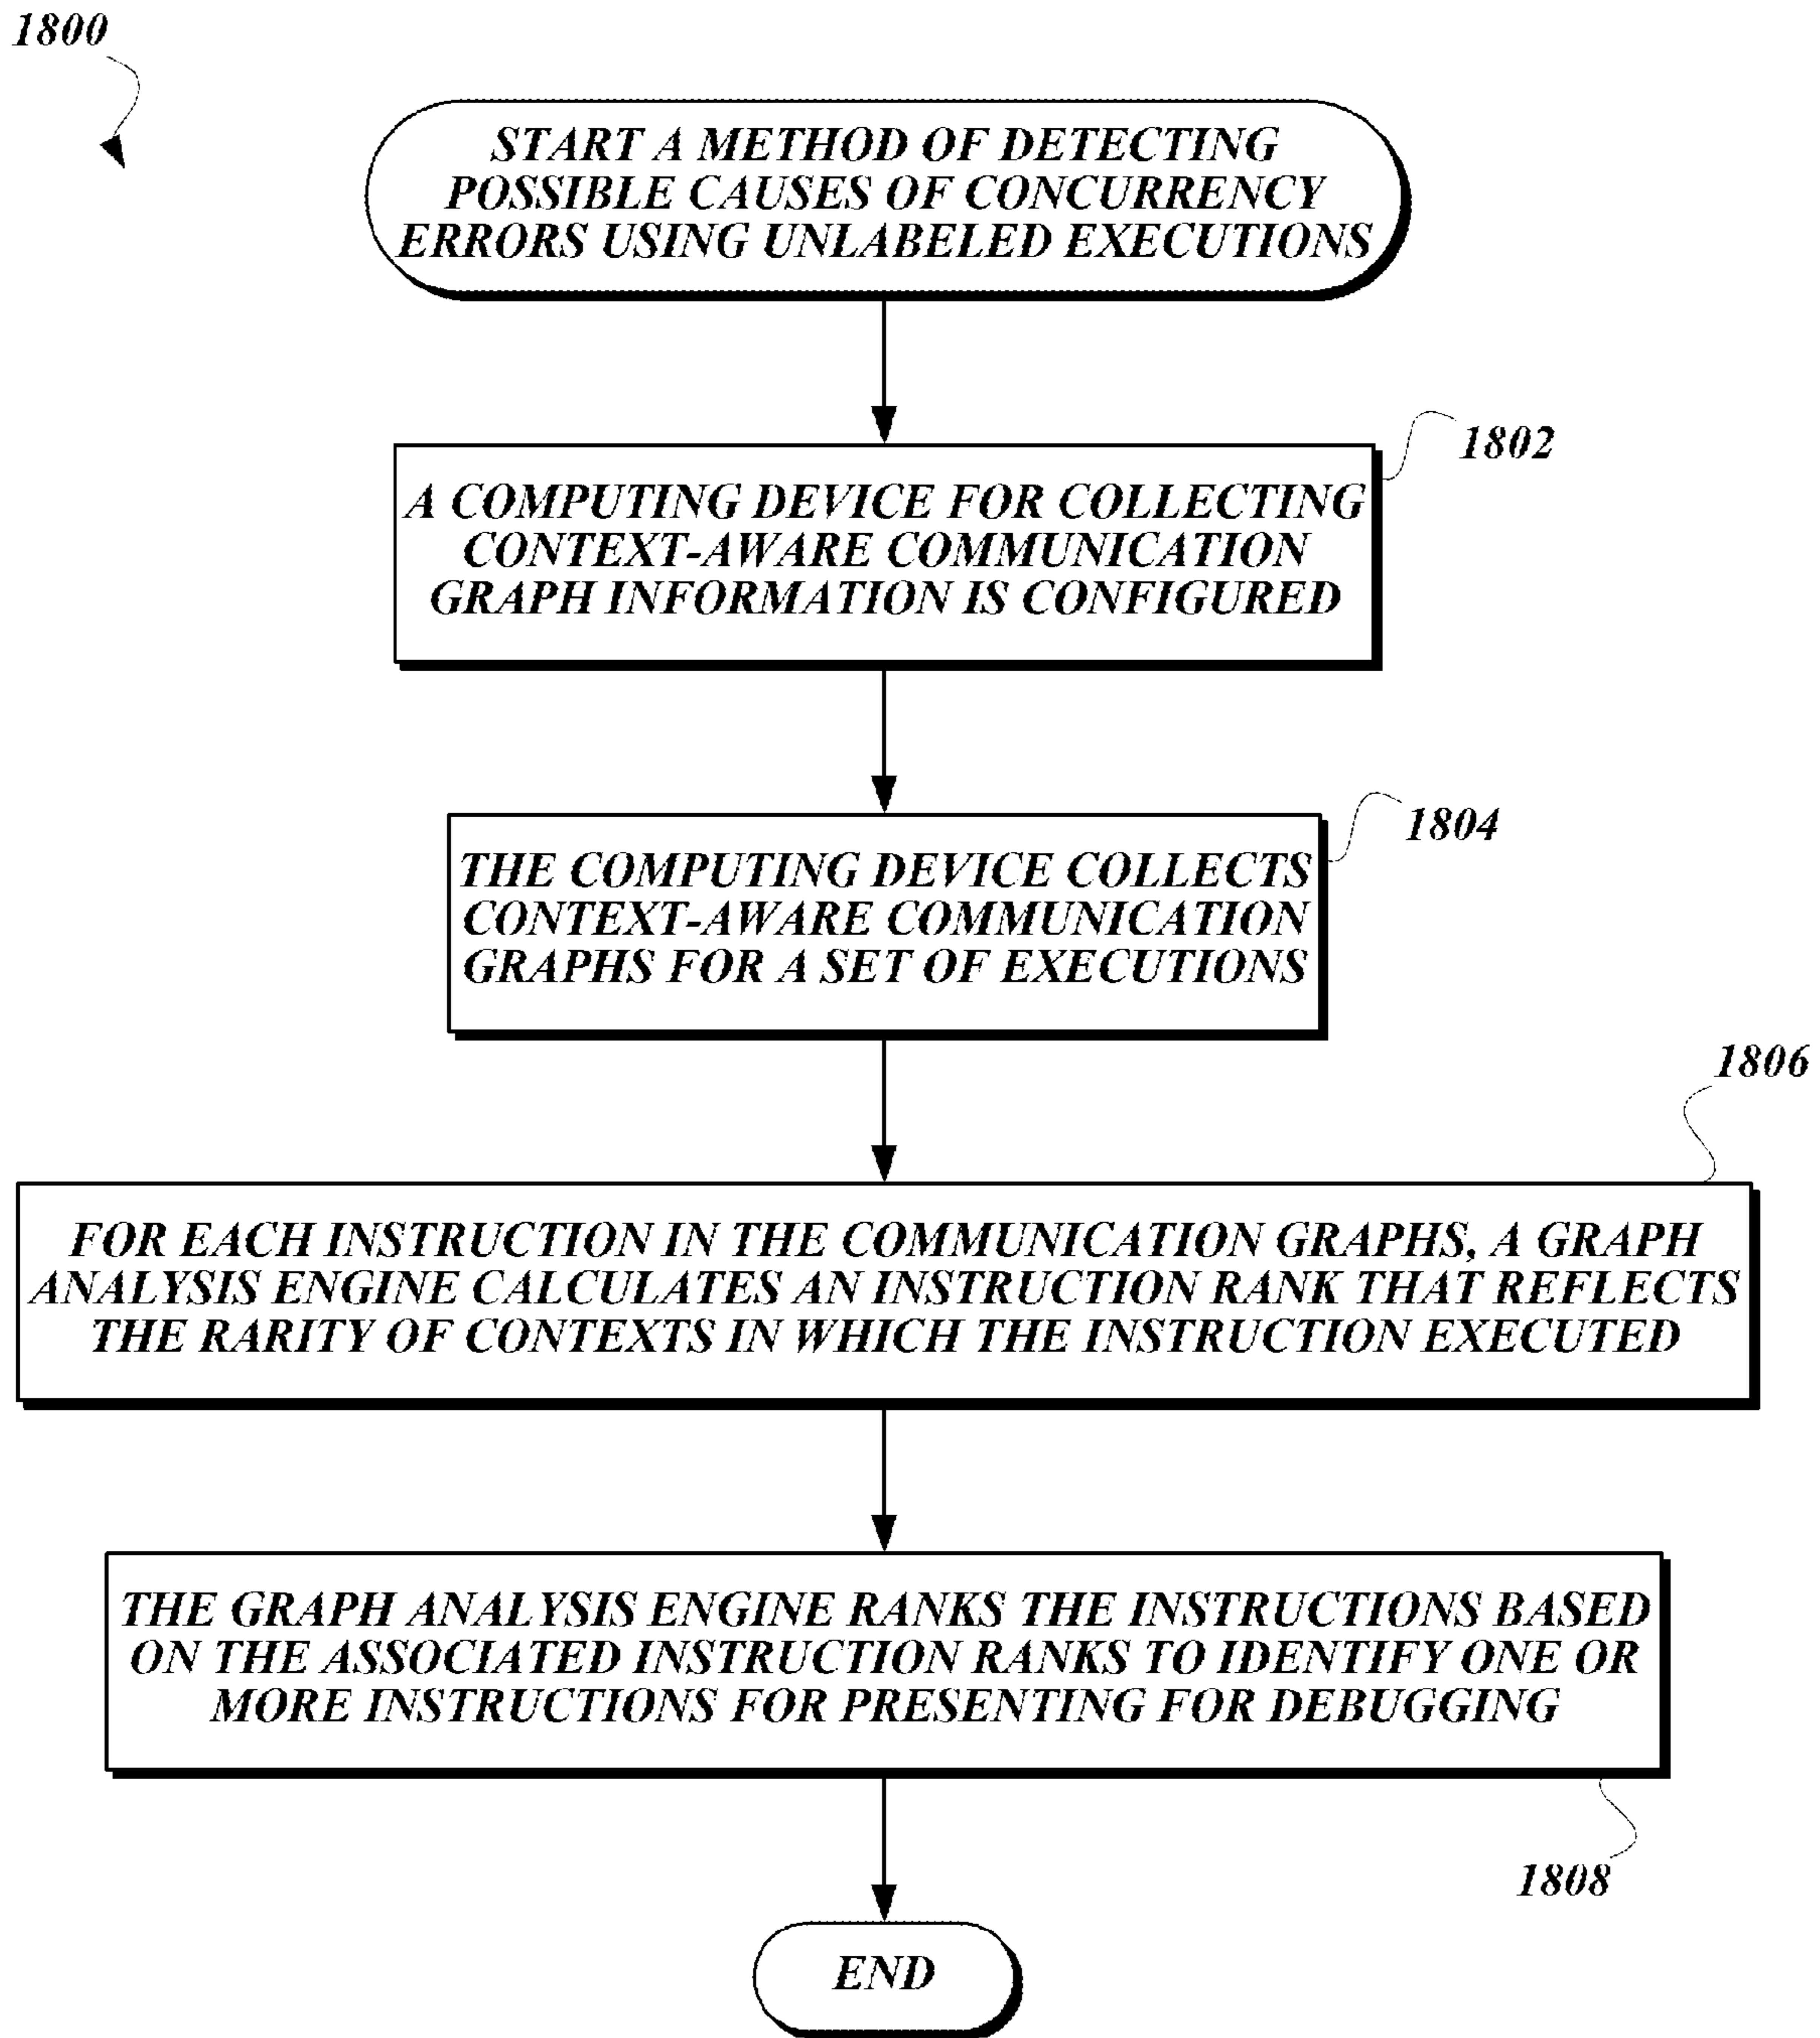 1800
START A METHOD OF DETECTING
POSSIBLE CAUSES OF CONCURRENCY
ERRORS USING UNLABELED EXECUTIONS
1802
A COMPUTING DEVICE FOR COLLECTING
CONTEXT-AWARE COMMUNICATION
GRAPH INFORMATION IS CONFIGURED
1804
THE COMPUTING DEVICE COLLECTS
CONTEXT-AWARE COMMUNICATION
GRAPHS FOR A SET OF EXECUTIONS
1806
FOR EACH INSTRUCTION IN THE COMMUNICATION GRAPHS, A GRAPH
ANALYSIS ENGINE CALCULATES AN INSTRUCTION RANK THAT REFLECTS
THE RARITY OF CONTEXTS IN WHICH THE INSTRUCTION EXECUTED
THE GRAPH ANALYSIS ENGINE RANKS THE INSTRUCTIONS BASED
ON THE ASSOCIATED INSTRUCTION RANKS TO IDENTIFY ONE OR
MORE INSTRUCTIONS FOR PRESENTING FOR DEBUGGING
1808
END